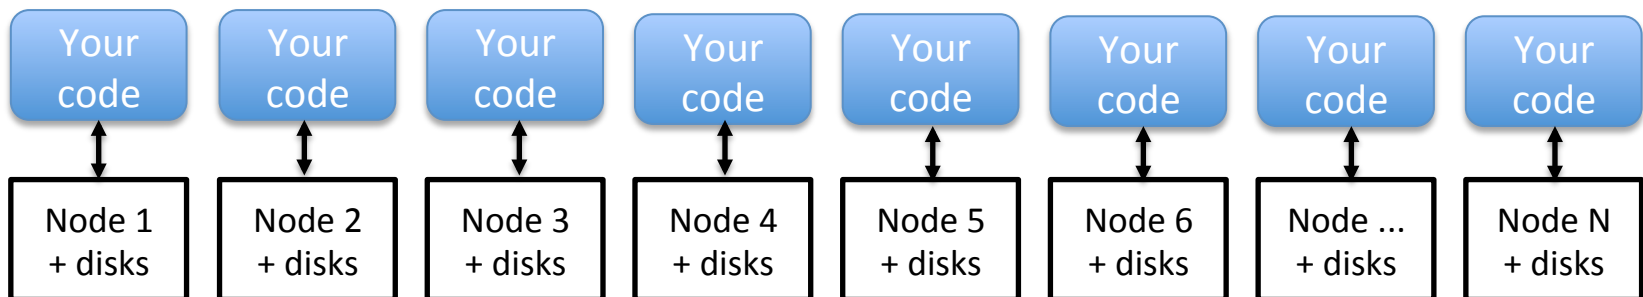 Your
code
Your
code
Your
code
Your
code
Your
code
Your
code
Your
code
Your
code
Node 1
+ disks
Node 2
+ disks
Node 3
+ disks
Node 4
+ disks
Node 5
+ disks
Node 6
+ disks
Node ...
+ disks
Node N
+ disks